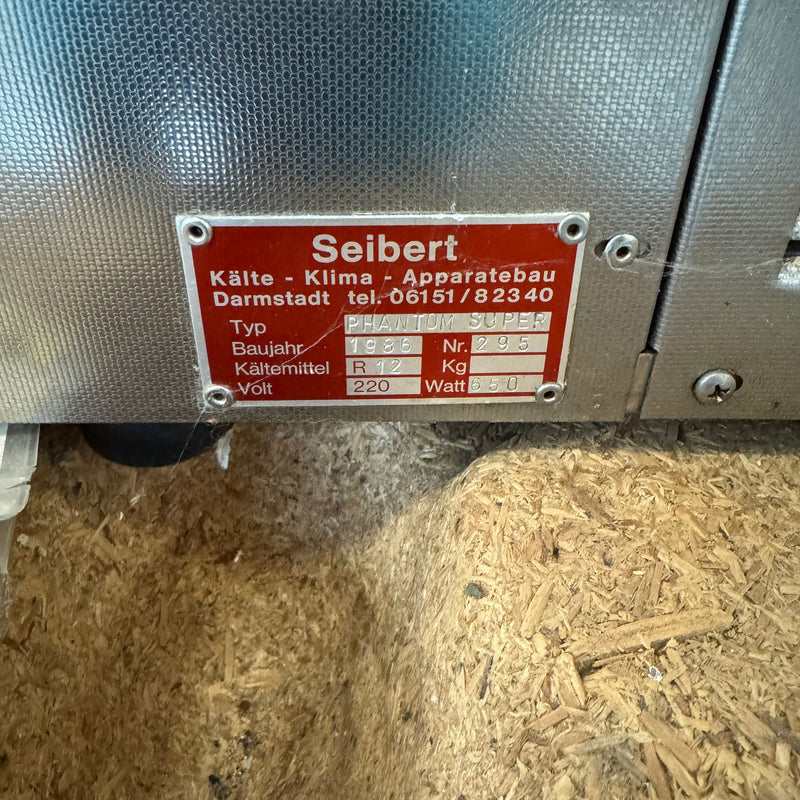 Seibert
Kälte - Klima - Apparatebau
Darmstadt tel. 06151/82340
Typ PHANTOM SUPER
Baujahr 1986 Nr. 295
Kältemittel R 12 Kg
Volt 220 Watt 650